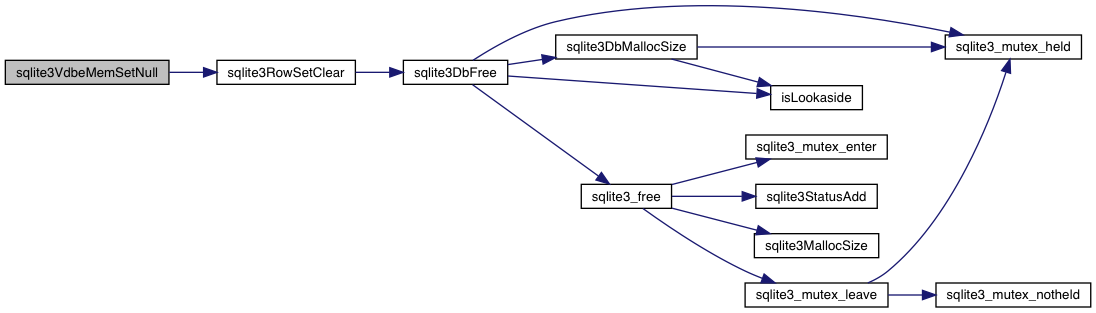 sqlite3VdbeMemSetNull
sqlite3RowSetClear
sqlite3DbFree
sqlite3DbMallocSize
sqlite3_mutex_held
isLookaside
sqlite3_free
sqlite3_mutex_enter
sqlite3StatusAdd
sqlite3MallocSize
sqlite3_mutex_leave
sqlite3_mutex_notheld